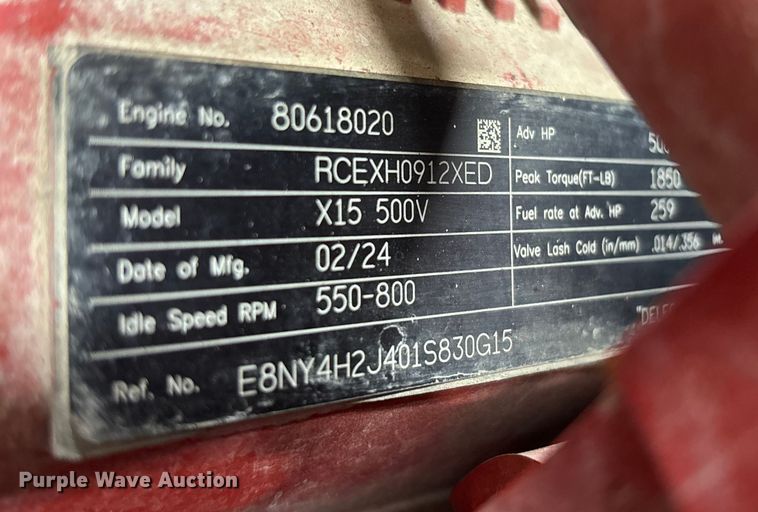 Engine No. 80618020
Family RCEXH0912XED
Model X15 500V
Date of Mfg. 02/24
Idle Speed RPM 550-800
Ref. No. E8NY4H2J401S830G15
Adv HP
Peak Torque(FT-LB) 1850
Fuel rate at Adv. HP 259
Valve Lash Cold (in/mm) .014/.356 Int.
Purple Wave Auction